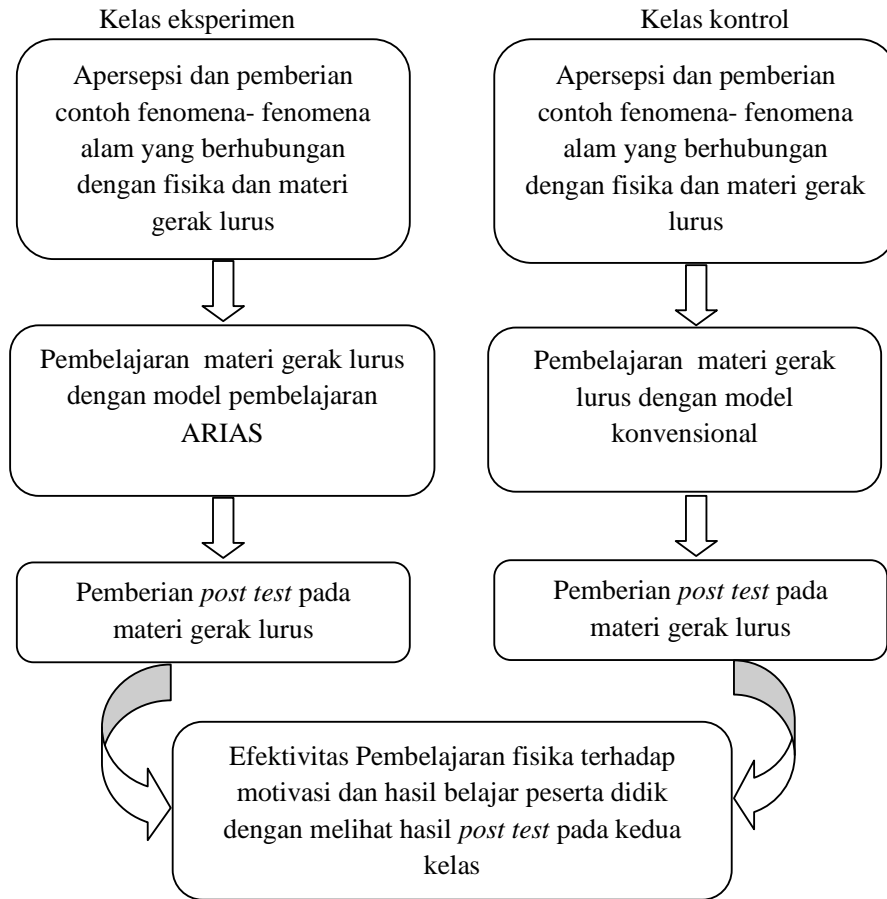 Kelas eksperimen
Apersepsi dan pemberian
contoh fenomena- fenomena
alam yang berhubungan
dengan fisika dan materi
gerak lurus
Pembelajaran materi gerak lurus
dengan model pembelajaran
ARIAS
Pemberian post test pada
materi gerak lurus
Kelas kontrol
Apersepsi dan pemberian
contoh fenomena- fenomena
alam yang berhubungan
dengan fisika dan materi gerak
lurus
Pembelajaran materi gerak
lurus dengan model
konvensional
Pemberian post test pada
materi gerak lurus
Efektivitas Pembelajaran fisika terhadap
motivasi dan hasil belajar peserta didik
dengan melihat hasil post test pada kedua
kelas